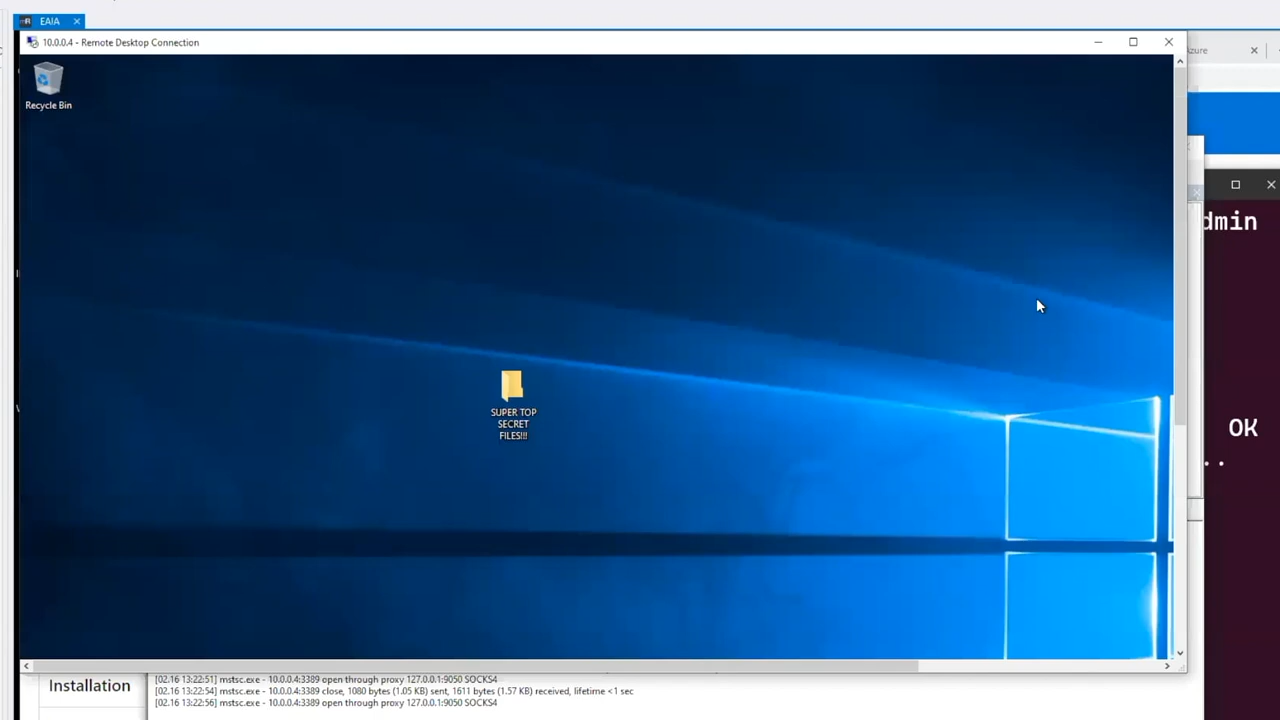 EAIA
10.0.0.4 - Remote Desktop Connection
Azure
Recycle Bin
dmin
SUPER TOP
SECRET
FILES!!!
OK
..
Installation
[02.16 13:22:51] mstsc.exe - 10.0.0.4:3389 open through proxy 127.0.0.1:9050 SOCKS4
[02.16 13:22:54] mstsc.exe - 10.0.0.4:3389 close, 1080 bytes (1.05 KB) sent, 1611 bytes (1.57 KB) received, lifetime <1 sec
[02.16 13:22:56] mstsc.exe - 10.0.0.4:3389 open through proxy 127.0.0.1:9050 SOCKS4